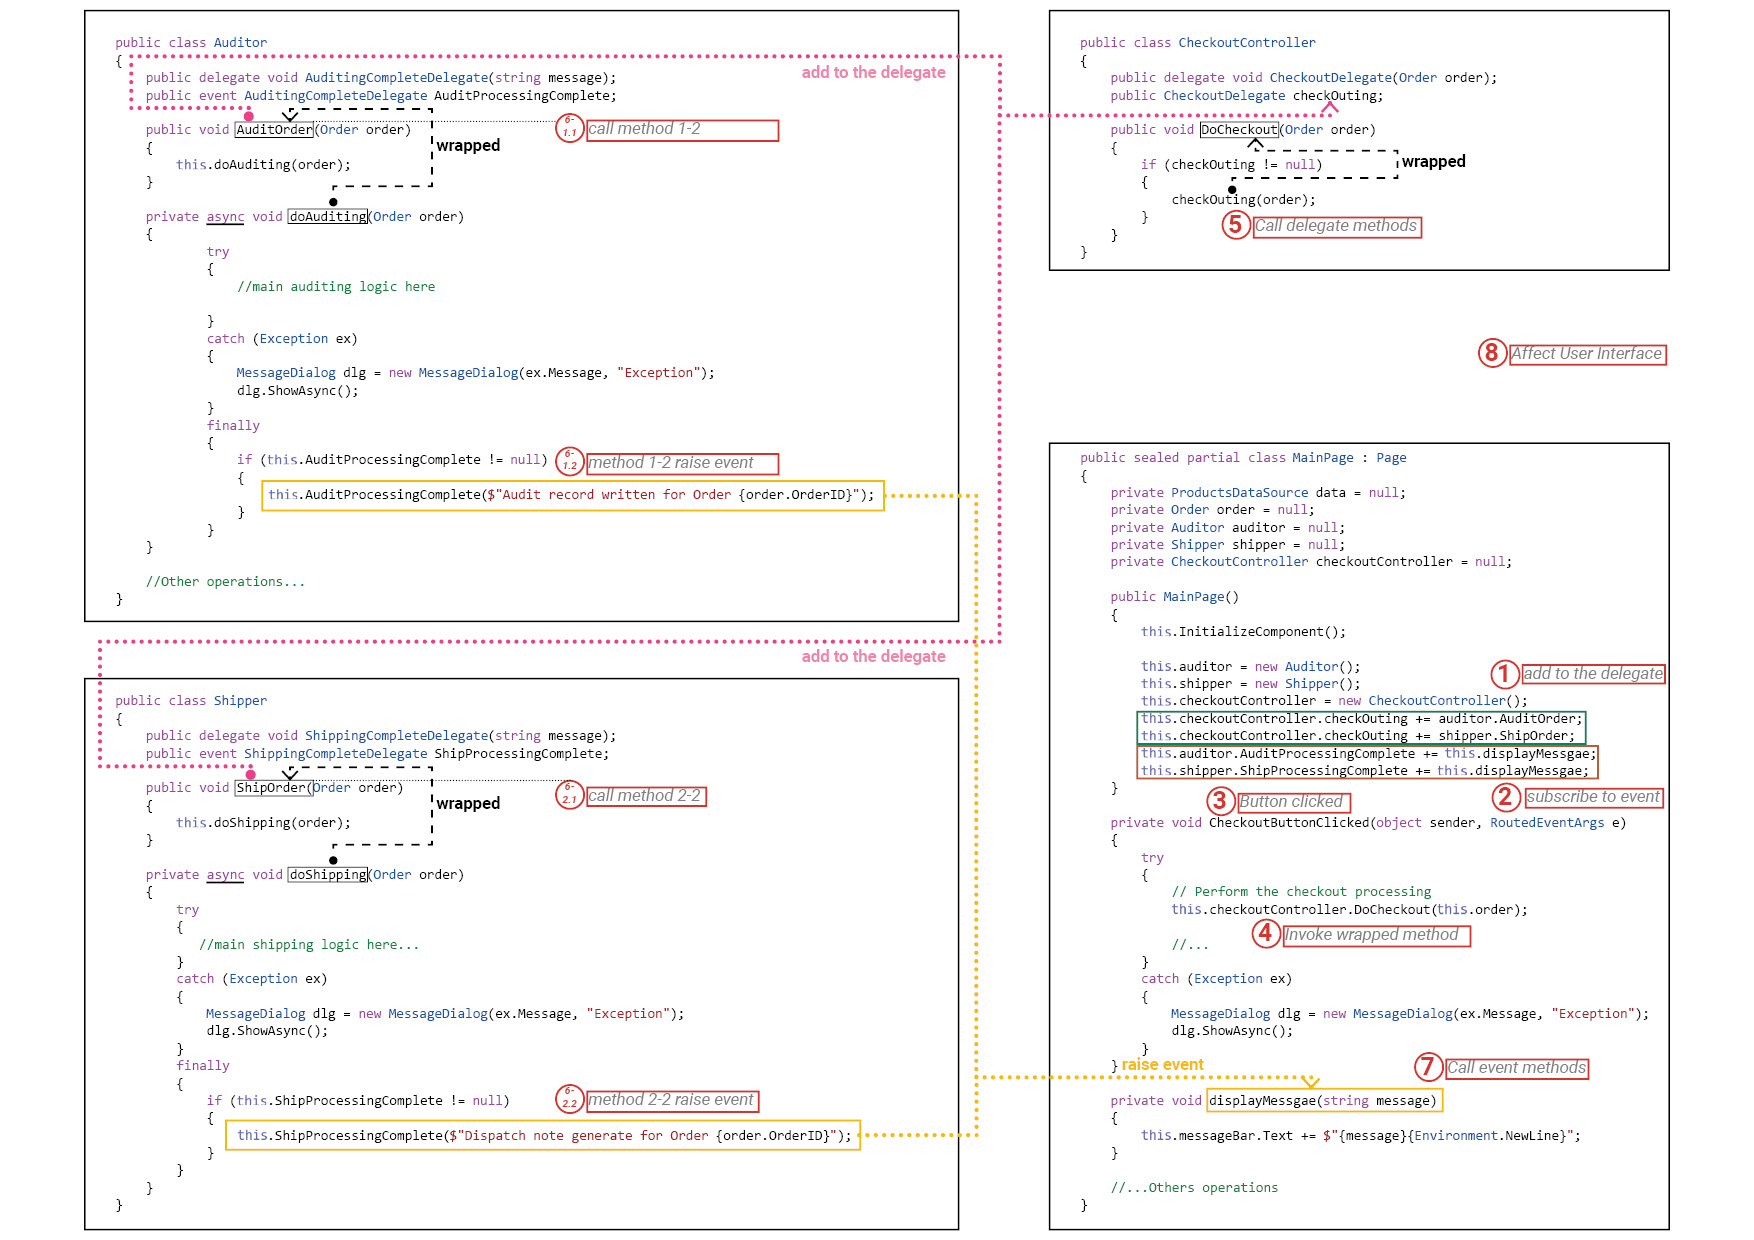 public class Auditor
{
add to the delegate
public delegate void AuditingCompleteDelegate(string message);
public event AuditingCompleteDelegate AuditProcessingComplete;
public void AuditOrder(Order order)
6-1.1 call method 1-2
{
wrapped
this.doAuditing(order);
}
private async void doAuditing(Order order)
{
try
{
//main auditing logic here
}
catch (Exception ex)
{
MessageDialog dlg = new MessageDialog(ex.Message, "Exception");
dlg.ShowAsync();
}
finally
{
if (this.AuditProcessingComplete != null)
6-1.2 method 1-2 raise event
{
this.AuditProcessingComplete($"Audit record written for Order {order.OrderID}");
}
}
}
//Other operations...
}
add to the delegate
public class Shipper
{
public delegate void ShippingCompleteDelegate(string message);
public event ShippingCompleteDelegate ShipProcessingComplete;
public void ShipOrder(Order order)
6-2.1 call method 2-2
{
wrapped
this.doShipping(order);
}
private async void doShipping(Order order)
{
try
{
//main shipping logic here...
}
catch (Exception ex)
{
MessageDialog dlg = new MessageDialog(ex.Message, "Exception");
dlg.ShowAsync();
}
finally
{
if (this.ShipProcessingComplete != null)
6-2.2 method 2-2 raise event
{
this.ShipProcessingComplete($"Dispatch note generate for Order {order.OrderID}");
}
}
}
}
public class CheckoutController
{
public delegate void CheckoutDelegate(Order order);
public CheckoutDelegate checkOuting;
public void DoCheckout(Order order)
{
wrapped
if (checkOuting != null)
{
checkOuting(order);
}
5 Call delegate methods
}
}
8 Affect User Interface
public sealed partial class MainPage : Page
{
private ProductsDataSource data = null;
private Order order = null;
private Auditor auditor = null;
private Shipper shipper = null;
private CheckoutController checkoutController = null;
public MainPage()
{
this.InitializeComponent();
this.auditor = new Auditor();
1 add to the delegate
this.shipper = new Shipper();
this.checkoutController = new CheckoutController();
this.checkoutController.checkOuting += auditor.AuditOrder;
this.checkoutController.checkOuting += shipper.ShipOrder;
this.auditor.AuditProcessingComplete += this.displayMessgae;
this.shipper.ShipProcessingComplete += this.displayMessgae;
}
2 subscribe to event
3 Button clicked
private void CheckoutButtonClicked(object sender, RoutedEventArgs e)
{
try
{
// Perform the checkout processing
this.checkoutController.DoCheckout(this.order);
4 Invoke wrapped method
//...
}
catch (Exception ex)
{
MessageDialog dlg = new MessageDialog(ex.Message, "Exception");
dlg.ShowAsync();
}
} raise event
7 Call event methods
private void displayMessgae(string message)
{
this.messageBar.Text += $"{message}{Environment.NewLine}";
}
//...Others operations
}